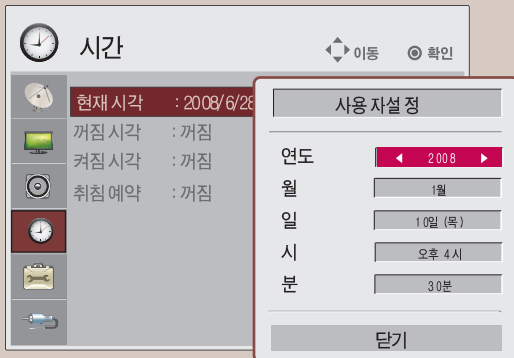 시간
이동 확인
현재 시각 : 2008/ 6/28
꺼짐 시각 : 꺼짐
켜짐 시각 : 꺼짐
취침 예약 : 꺼짐
사용 자설 정
연도 2008
월 1월
일 10일 (목)
시 오후 4시
분 30분
닫기